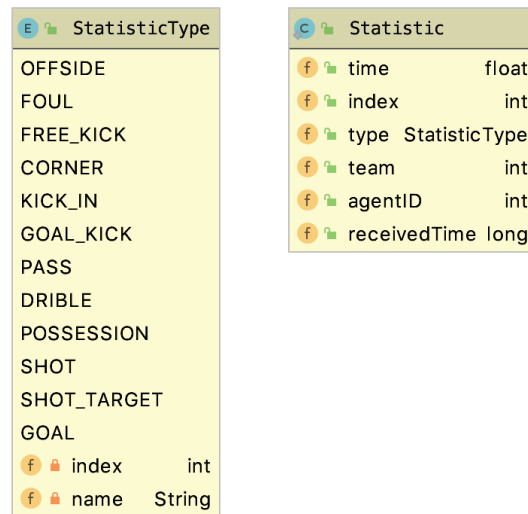 E StatisticType
OFFSIDE
FOUL
FREE_KICK
CORNER
KICK_IN
GOAL_KICK
PASS
DRIBLE
POSSESSION
SHOT
SHOT_TARGET
GOAL
f index int
f name String
C Statistic
f time float
f index int
f type StatisticType
f team int
f agentID int
f receivedTime long